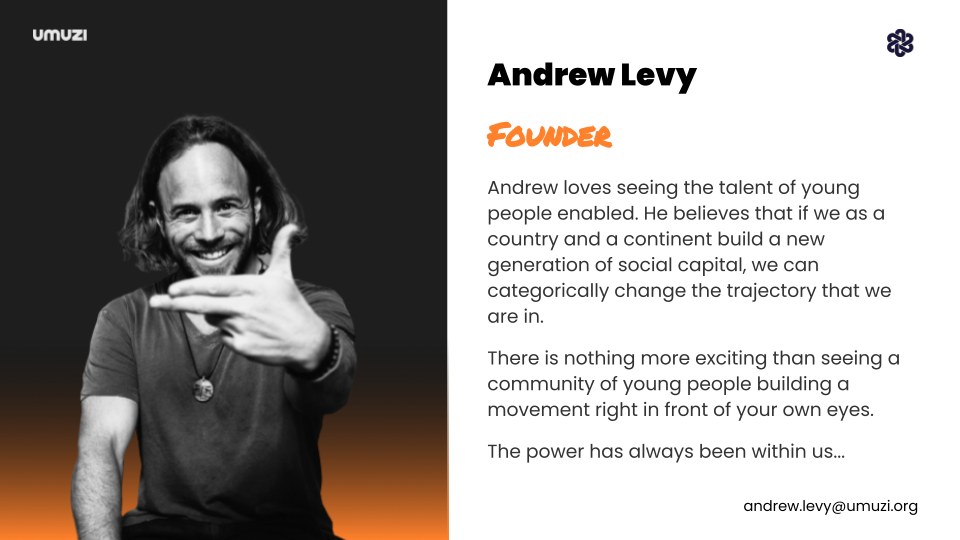 umuzi
Andrew Levy
Founder
Andrew loves seeing the talent of young
people enabled. He believes that if we as a
country and a continent build a new
generation of social capital, we can
categorically change the trajectory that we
are in.
There is nothing more exciting than seeing a
community of young people building a
movement right in front of your own eyes.
The power has always been within us...
andrew.levy@umuzi.org